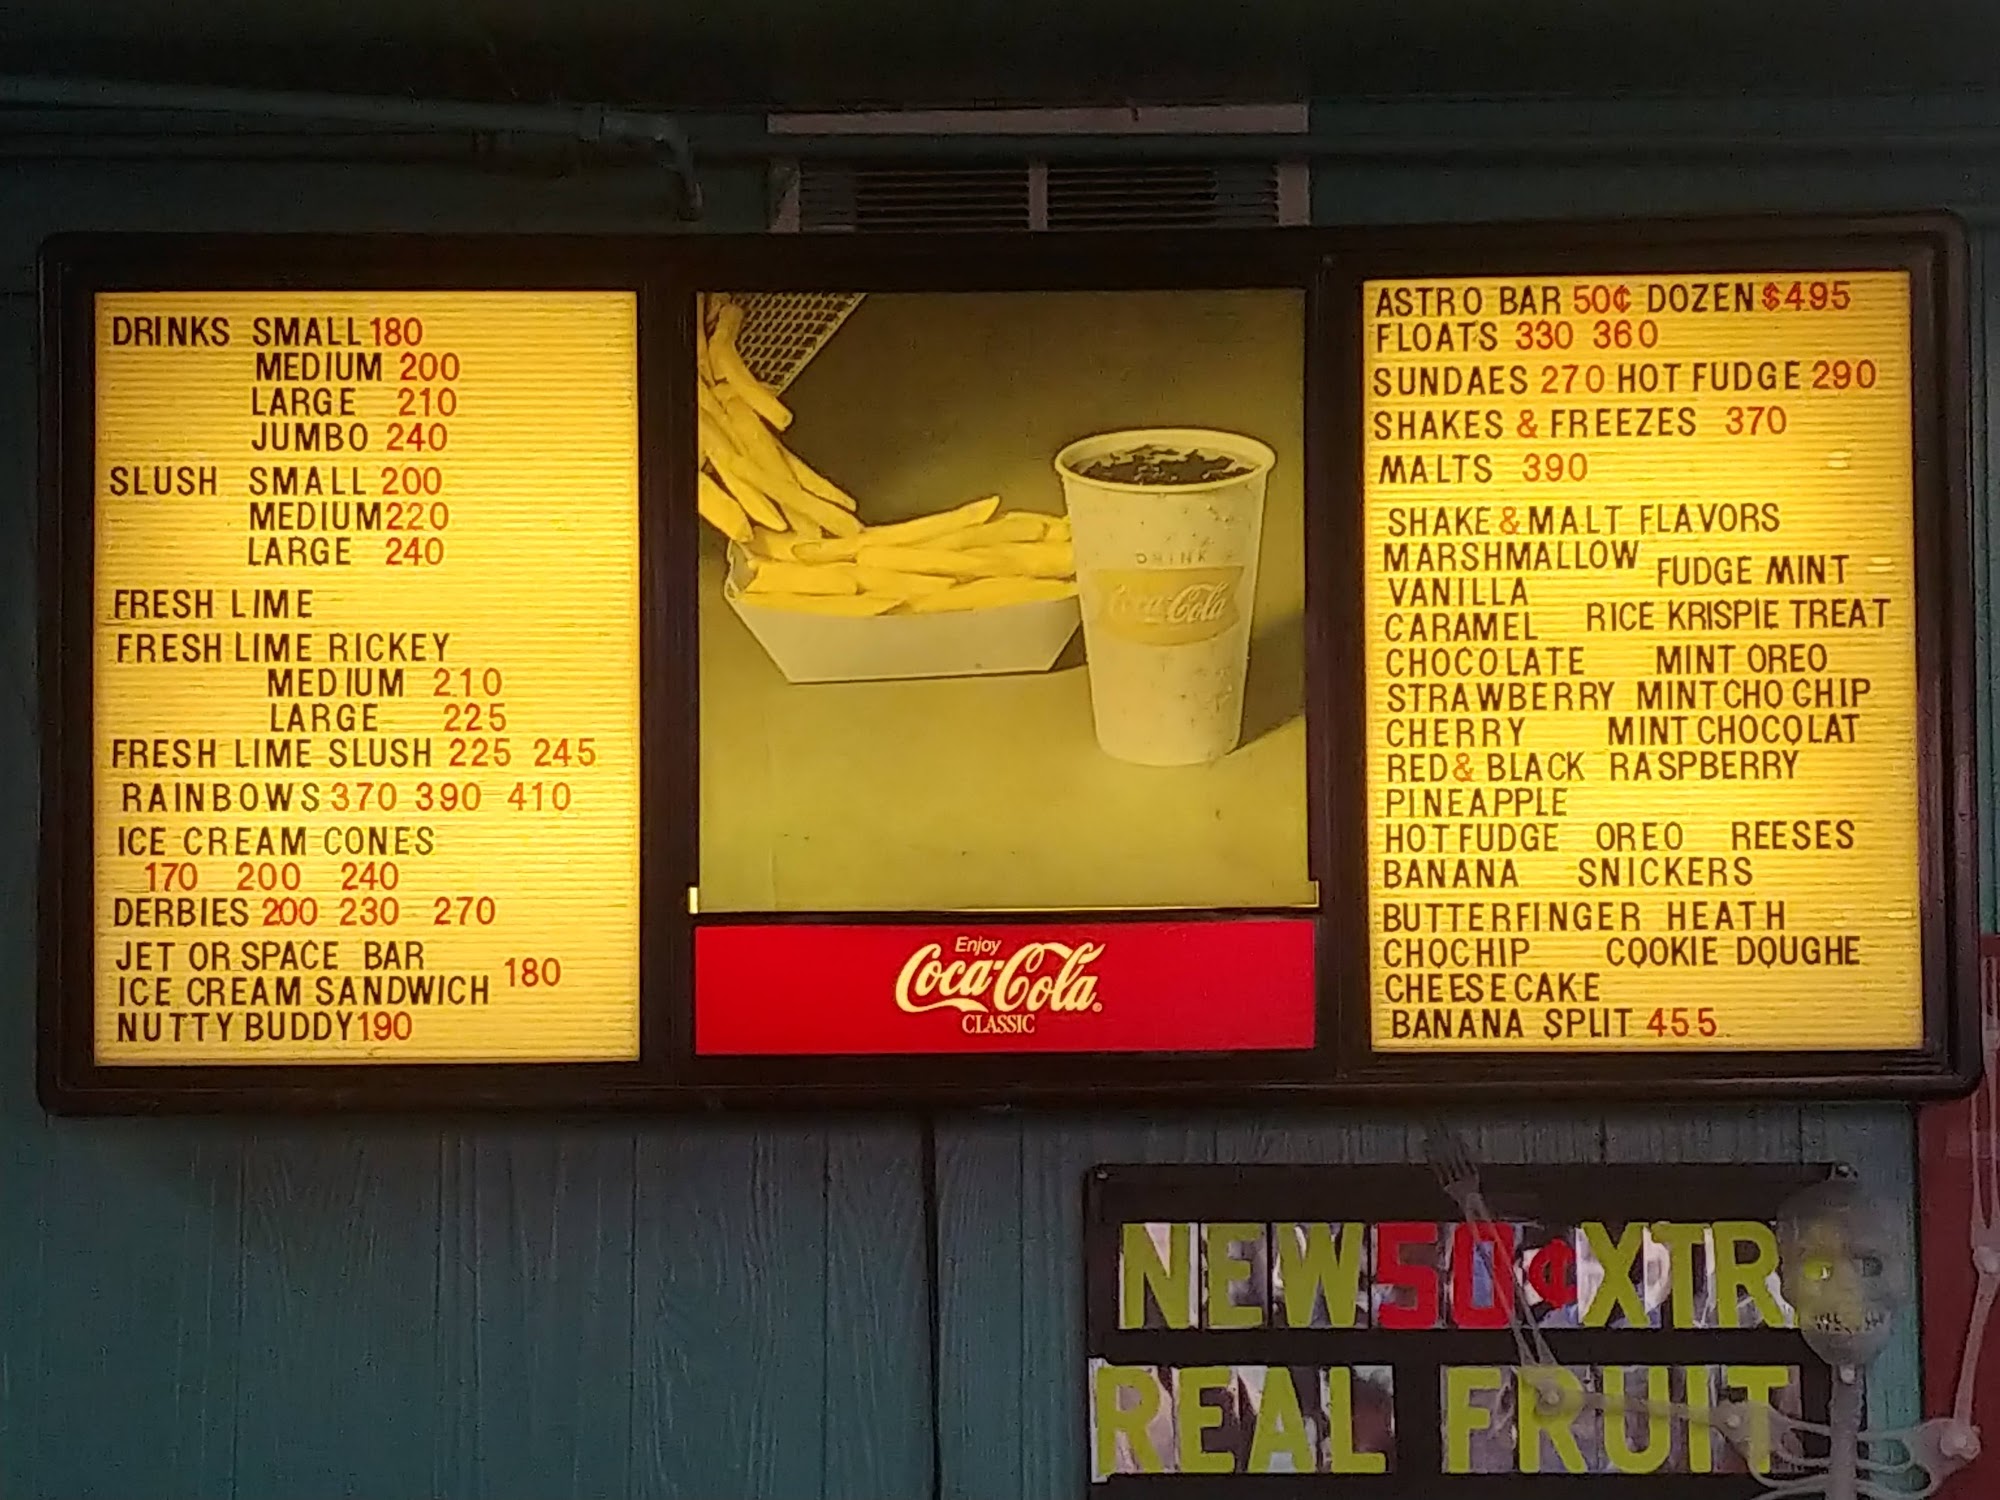 DRINKS SMALL 180
MEDIUM 200
LARGE 210
JUMBO 240
SLUSH SMALL 200
MEDIUM 220
LARGE 240
FRESH LIME
FRESH LIME RICKEY
MEDIUM 210
LARGE 225
FRESH LIME SLUSH 225 245
RAINBOWS 370 390 410
ICE CREAM CONES
170 200 240
DERBIES 200 230 270
JET OR SPACE BAR
ICE CREAM SANDWICH 180
NUTTY BUDDY 190
DRINK
Coca-Cola
Enjoy
Coca-Cola
CLASSIC
ASTRO BAR 50¢ DOZEN $495
FLOATS 330 360
SUNDAES 270 HOT FUDGE 290
SHAKES & FREEZES 370
MALTS 390
SHAKE & MALT FLAVORS
MARSHMALLOW FUDGE MINT
VANILLA
CARAMEL RICE KRISPIE TREAT
CHOCOLATE MINT OREO
STRAWBERRY MINT CHO CHIP
CHERRY MINT CHOCOLAT
RED & BLACK RASPBERRY
PINEAPPLE
HOT FUDGE OREO REESES
BANANA SNICKERS
BUTTERFINGER HEATH
CHOCHIP COOKIE DOUGHE
CHEESECAKE
BANANA SPLIT 455
NEW 50¢ XTR
REAL FRUIT